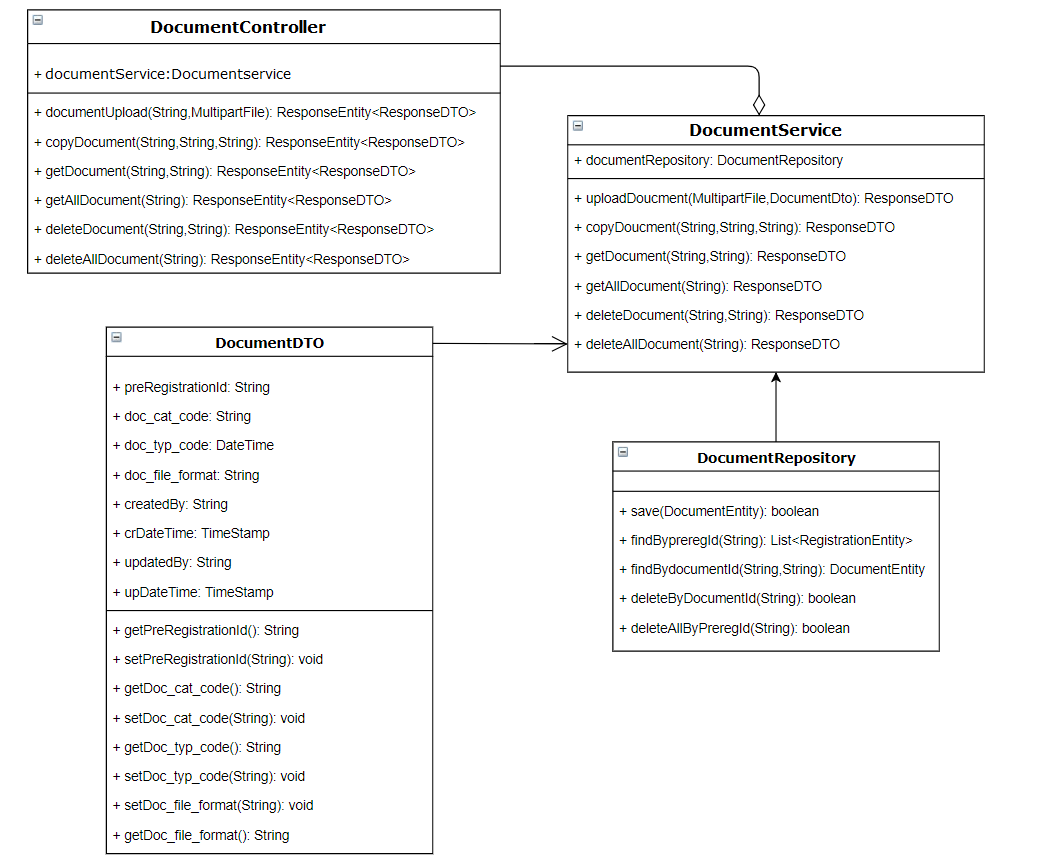 DocumentController
+ documentService:Documentservice
+ documentUpload(String,MultipartFile): ResponseEntity<ResponseDTO>
+ copyDocument(String,String,String): ResponseEntity<ResponseDTO>
+ getDocument(String,String): ResponseEntity<ResponseDTO>
+ getAllDocument(String): ResponseEntity<ResponseDTO>
+ deleteDocument(String,String): ResponseEntity<ResponseDTO>
+ deleteAllDocument(String): ResponseEntity<ResponseDTO>
DocumentService
+ documentRepository: DocumentRepository
+ uploadDoucment(MultipartFile,DocumentDto): ResponseDTO
+ copyDoucment(String,String,String): ResponseDTO
+ getDocument(String,String): ResponseDTO
+ getAllDocument(String): ResponseDTO
+ deleteDocument(String,String): ResponseDTO
+ deleteAllDocument(String): ResponseDTO
DocumentDTO
+ preRegistrationId: String
+ doc_cat_code: String
+ doc_typ_code: DateTime
+ doc_file_format: String
+ createdBy: String
+ crDateTime: TimeStamp
+ updatedBy: String
+ upDateTime: TimeStamp
+ getPreRegistrationId(): String
+ setPreRegistrationId(String): void
+ getDoc_cat_code(): String
+ setDoc_cat_code(String): void
+ getDoc_typ_code(): String
+ setDoc_typ_code(String): void
+ setDoc_file_format(String): void
+ getDoc_file_format(): String
DocumentRepository
+ save(DocumentEntity): boolean
+ findBypreregId(String): List<RegistrationEntity>
+ findBydocumentId(String,String): DocumentEntity
+ deleteByDocumentId(String): boolean
+ deleteAllByPreregId(String): boolean